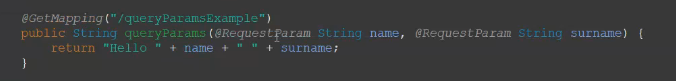 @GetMapping("/queryParamsExample")
public String queryParams(@RequestParam String name, @RequestParam String surname) {
    return "Hello " + name + " " + surname;
}